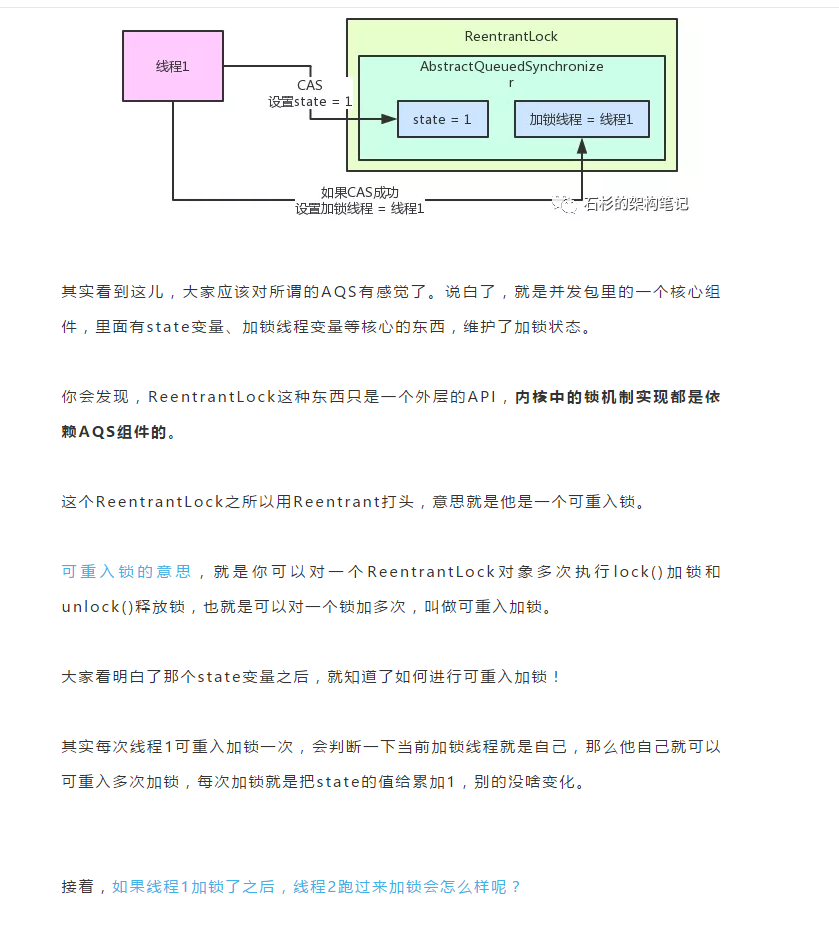 ReentrantLock
线程1
AbstractQueuedSynchronize
r
CAS
设置state = 1
state = 1
加锁线程 = 线程1
如果CAS成功
设置加锁线程 = 线程1
石杉的架构笔记
其实看到这儿，大家应该对所谓的AQS有感觉了。说白了，就是并发包里的一个核心组
件，里面有state变量、加锁线程变量等核心的东西，维护了加锁状态。
你会发现，ReentrantLock这种东西只是一个外层的API，内核中的锁机制实现都是依
赖AQS组件的。
这个ReentrantLock之所以用Reentrant打头，意思就是他是一个可重入锁。
可重入锁的意思，就是你可以对一个ReentrantLock对象多次执行lock()加锁和
unlock()释放锁，也就是可以对一个锁加多次，叫做可重入加锁。
大家看明白了那个state变量之后，就知道了如何进行可重入加锁！
其实每次线程1可重入加锁一次，会判断一下当前加锁线程就是自己，那么他自己就可以
可重入多次加锁，每次加锁就是把state的值给累加1，别的没啥变化。
接着，如果线程1加锁了之后，线程2跑过来加锁会怎么样呢？